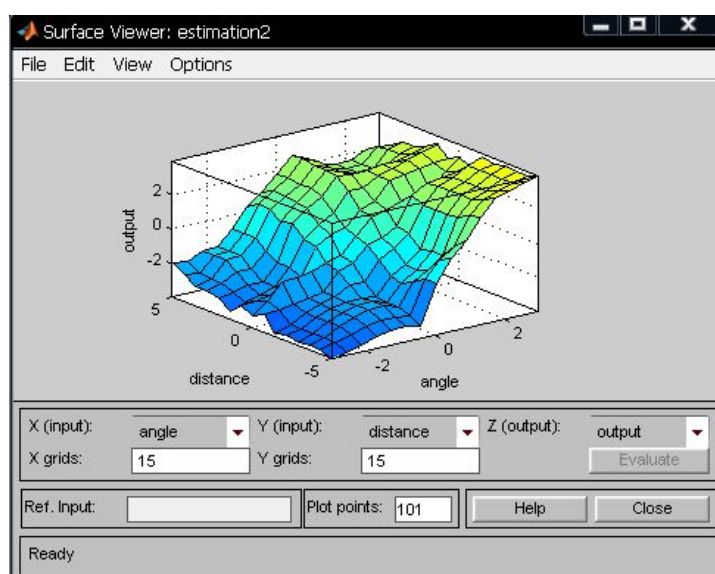 Surface Viewer: estimation2
File Edit View Options
output
2
0
-2
5
0
-5
distance
-2
0
2
angle
X (input): angle Y (input): distance Z (output): output
X grids: 15 Y grids: 15 Evaluate
Ref. Input: Plot points: 101 Help Close
Ready